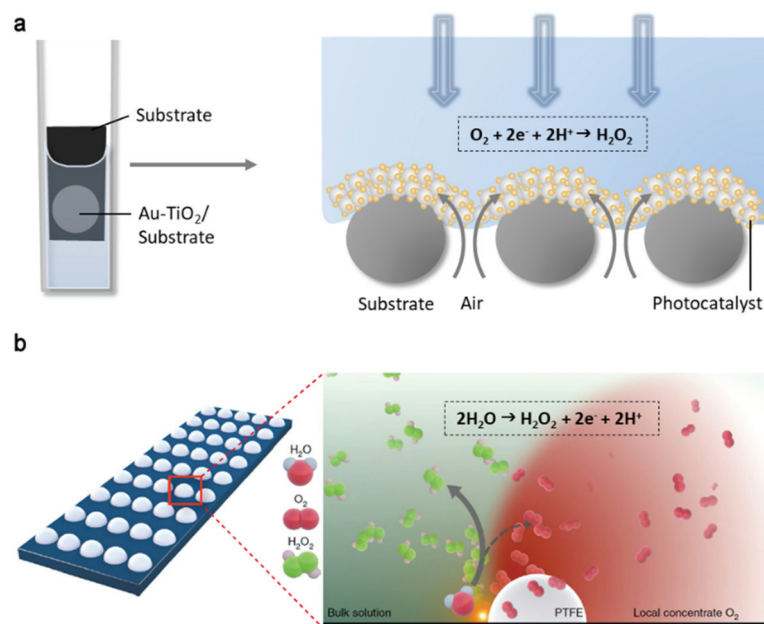 a
Substrate
Au-TiO₂/
Substrate
O₂ + 2e⁻ + 2H⁺ → H₂O₂
Substrate
Air
Photocatalyst
b
H₂O
O₂
H₂O₂
2H₂O → H₂O₂ + 2e⁻ + 2H⁺
Bulk solution
PTFE
Local concentrate O₂